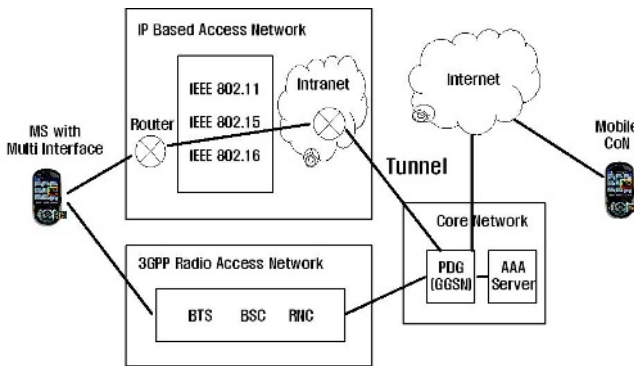 IP Based Access Network
IEEE 802.11
IEEE 802.15
IEEE 802.16
Intranet
Internet
Router
MS with
Multi Interface
Mobile
CoN
Tunnel
Core Network
PDG
(GGSN)
AAA
Server
3GPP Radio Access Network
BTS BSC RNC